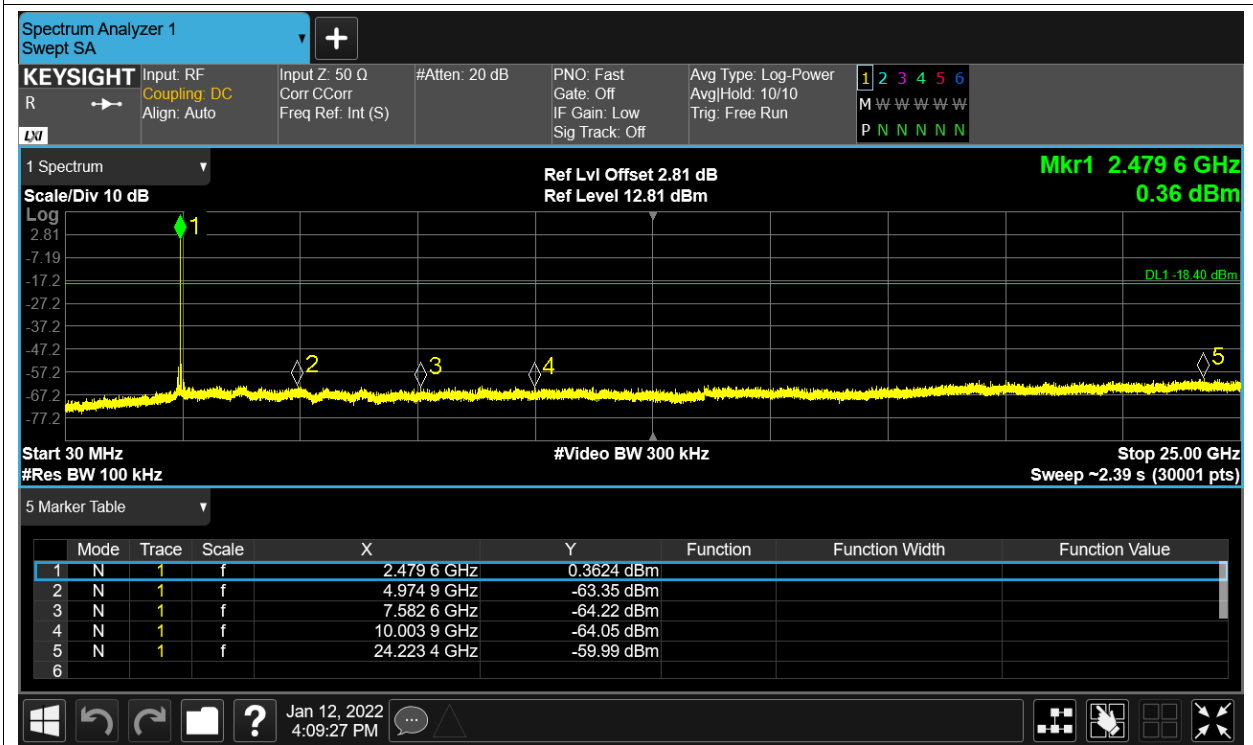 Spectrum Analyzer 1
Swept SA
KEYSIGHT
R
LXI
Input: RF
Coupling: DC
Align: Auto
Input Z: 50 Ω
Corr CCorr
Freq Ref: Int (S)
#Atten: 20 dB
PNO: Fast
Gate: Off
IF Gain: Low
Sig Track: Off
Avg Type: Log-Power
Avg|Hold: 10/10
Trig: Free Run
1 2 3 4 5 6
M W W W W W
P N N N N N
1 Spectrum
Scale/Div 10 dB
Ref Lvl Offset 2.81 dB
Ref Level 12.81 dBm
Mkr1 2.479 6 GHz
0.36 dBm
Log
2.81
-7.19
-17.2
-27.2
-37.2
-47.2
-57.2
-67.2
-77.2
1
2
3
4
5
DL1 -18.40 dBm
Start 30 MHz
#Video BW 300 kHz
Stop 25.00 GHz
#Res BW 100 kHz
Sweep ~2.39 s (30001 pts)
5 Marker Table
Mode Trace Scale X Y Function Function Width Function Value
1 N 1 f 2.479 6 GHz 0.3624 dBm
2 N 1 f 4.974 9 GHz -63.35 dBm
3 N 1 f 7.582 6 GHz -64.22 dBm
4 N 1 f 10.003 9 GHz -64.05 dBm
5 N 1 f 24.223 4 GHz -59.99 dBm
6
?
Jan 12, 2022
4:09:27 PM